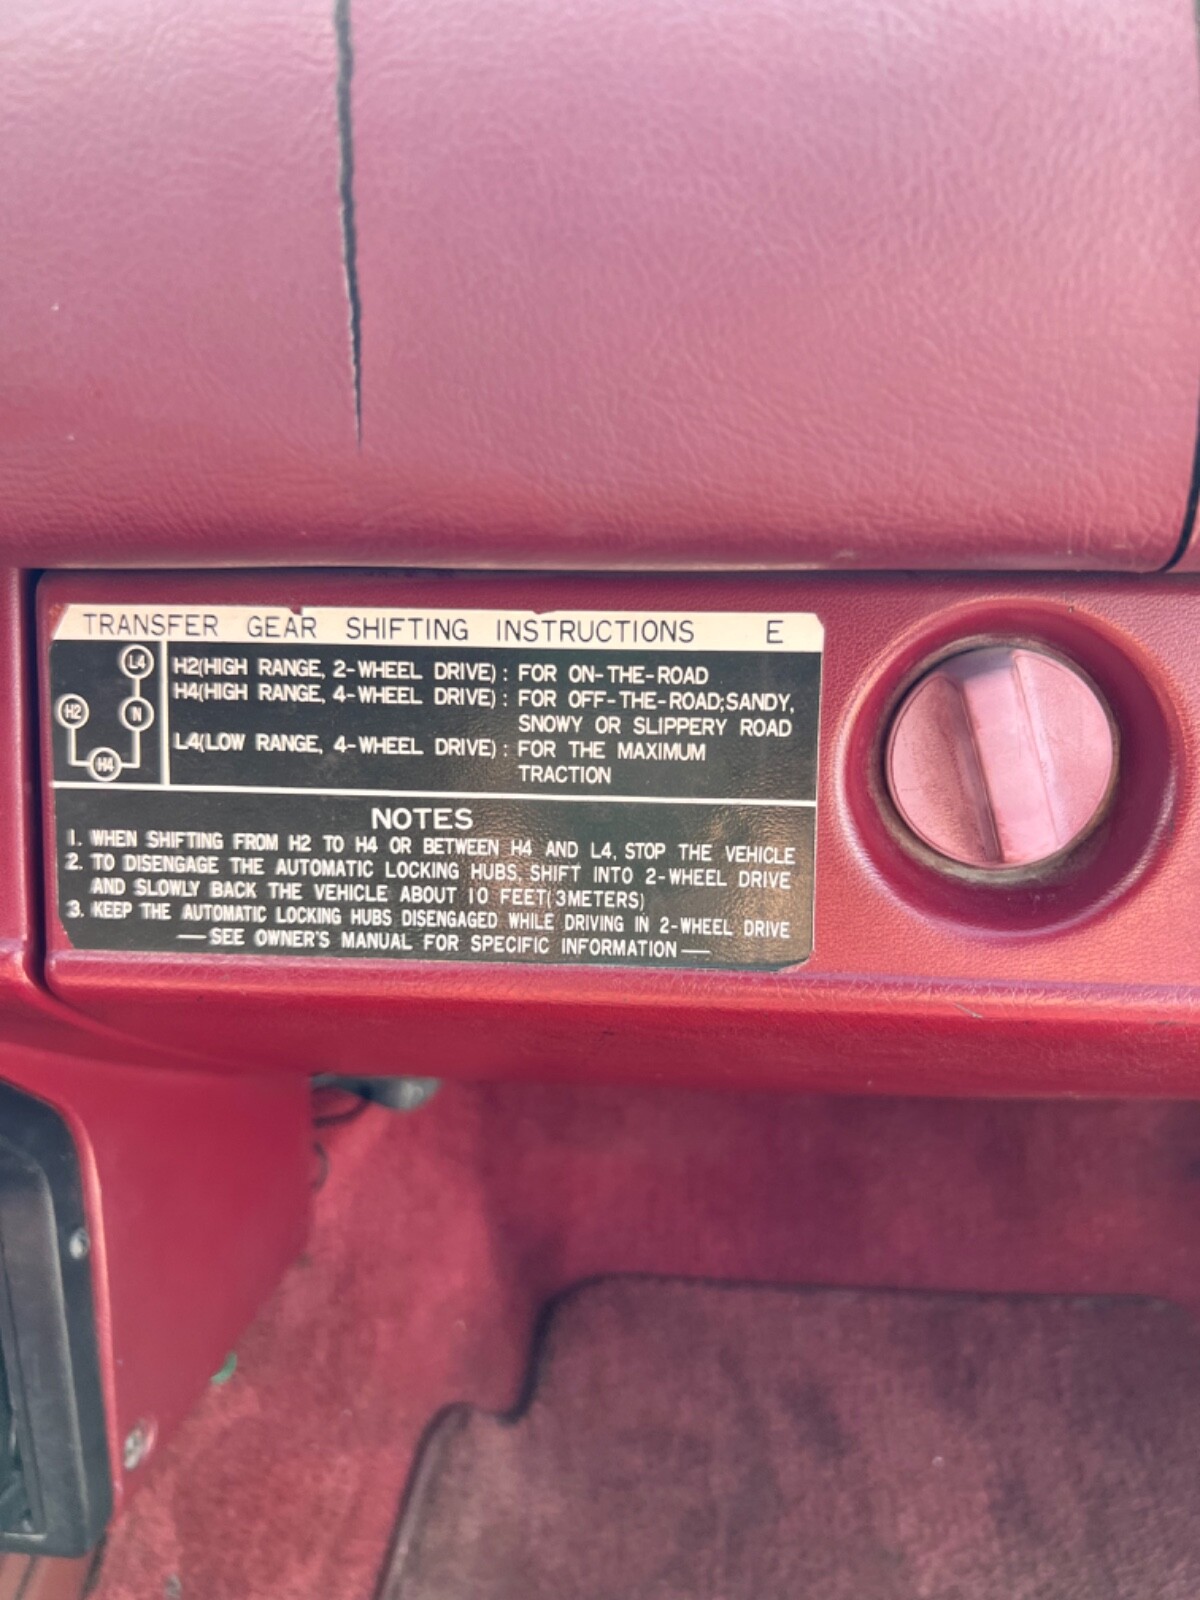 TRANSFER GEAR SHIFTING INSTRUCTIONS E
L4
H2
N
H4
H2(HIGH RANGE, 2-WHEEL DRIVE) : FOR ON-THE-ROAD
H4(HIGH RANGE, 4-WHEEL DRIVE) : FOR OFF-THE-ROAD;SANDY,
SNOWY OR SLIPPERY ROAD
L4(LOW RANGE, 4-WHEEL DRIVE) : FOR THE MAXIMUM
TRACTION
NOTES
1. WHEN SHIFTING FROM H2 TO H4 OR BETWEEN H4 AND L4, STOP THE VEHICLE
2. TO DISENGAGE THE AUTOMATIC LOCKING HUBS, SHIFT INTO 2-WHEEL DRIVE
AND SLOWLY BACK THE VEHICLE ABOUT 10 FEET(3METERS)
3. KEEP THE AUTOMATIC LOCKING HUBS DISENGAGED WHILE DRIVING IN 2-WHEEL DRIVE
—SEE OWNER'S MANUAL FOR SPECIFIC INFORMATION—